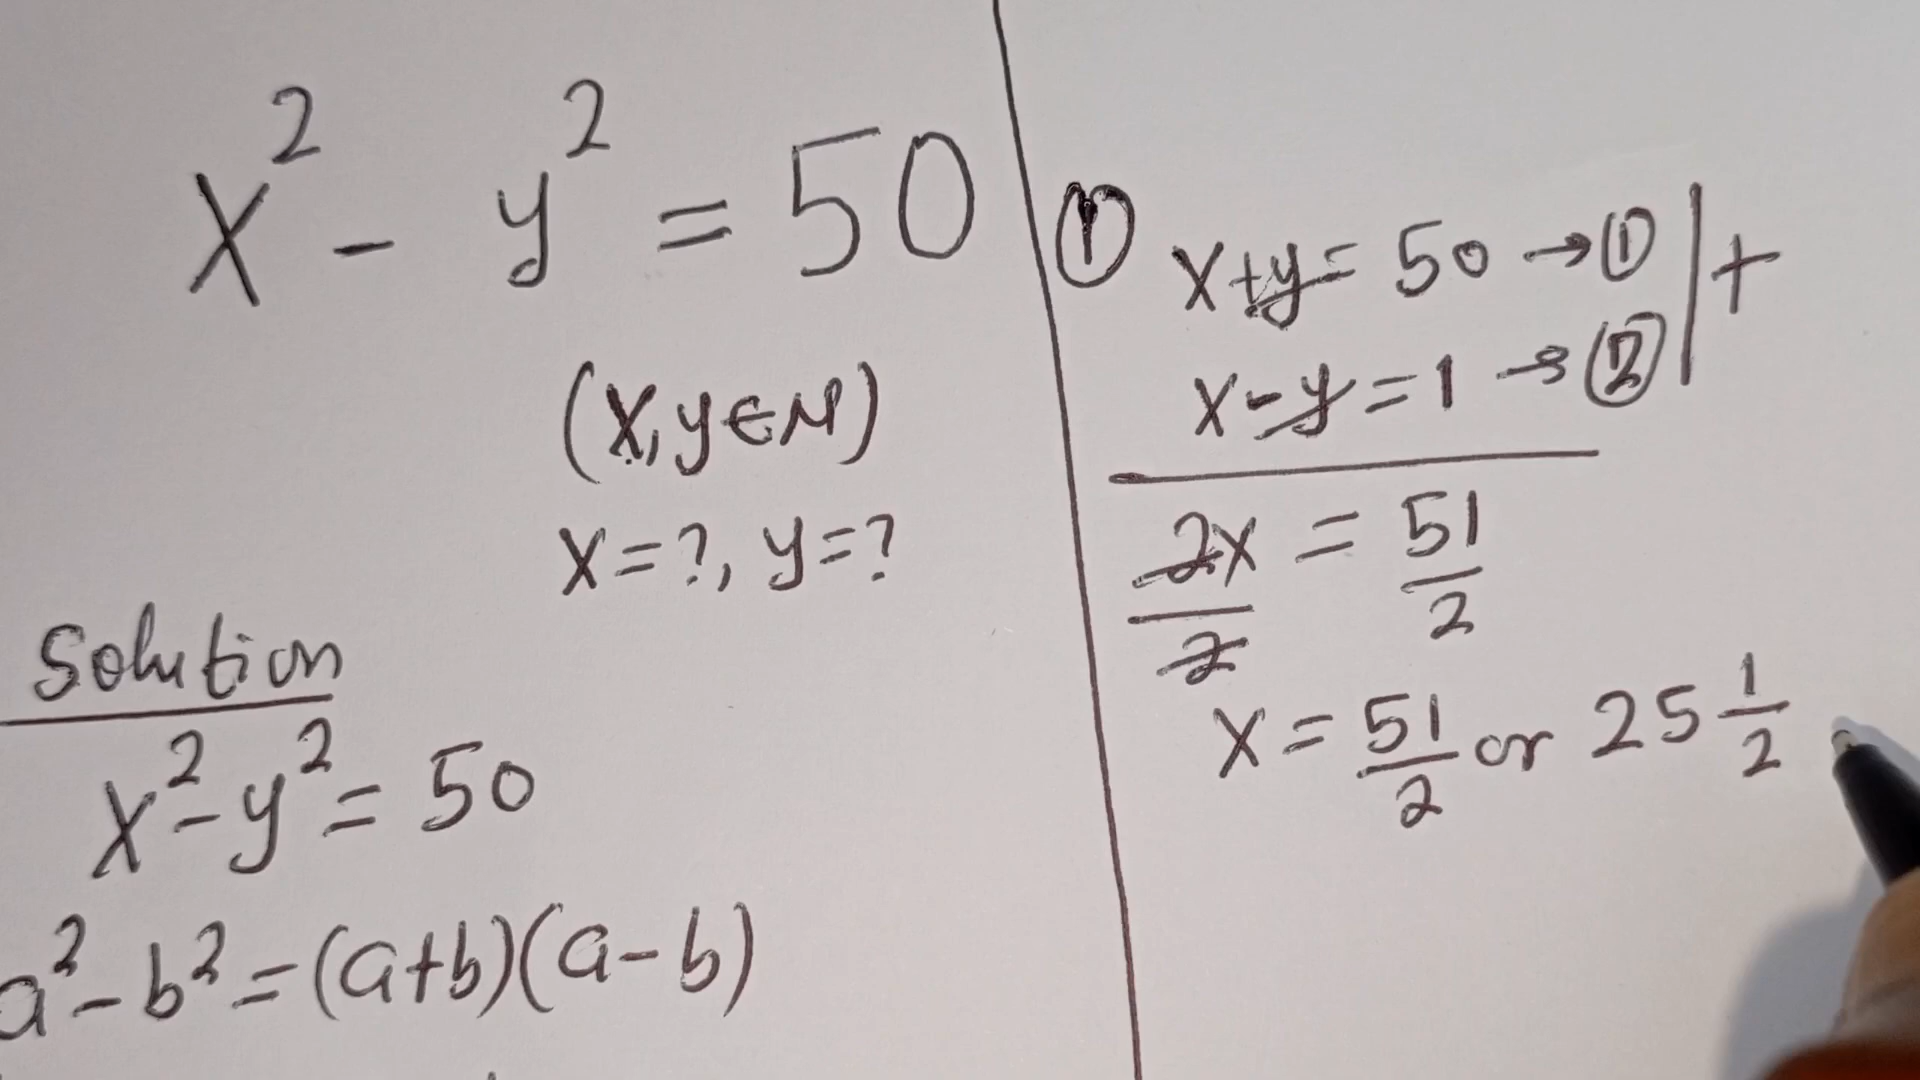 x² - y² = 50
(x, y ∈ N)
x = ?, y = ?
Solution
x² - y² = 50
a² - b² = (a+b)(a-b)
① x+y = 50 → ① | +
x-y = 1 → ②
2x/2 = 51/2
x = 51/2 or 25 1/2